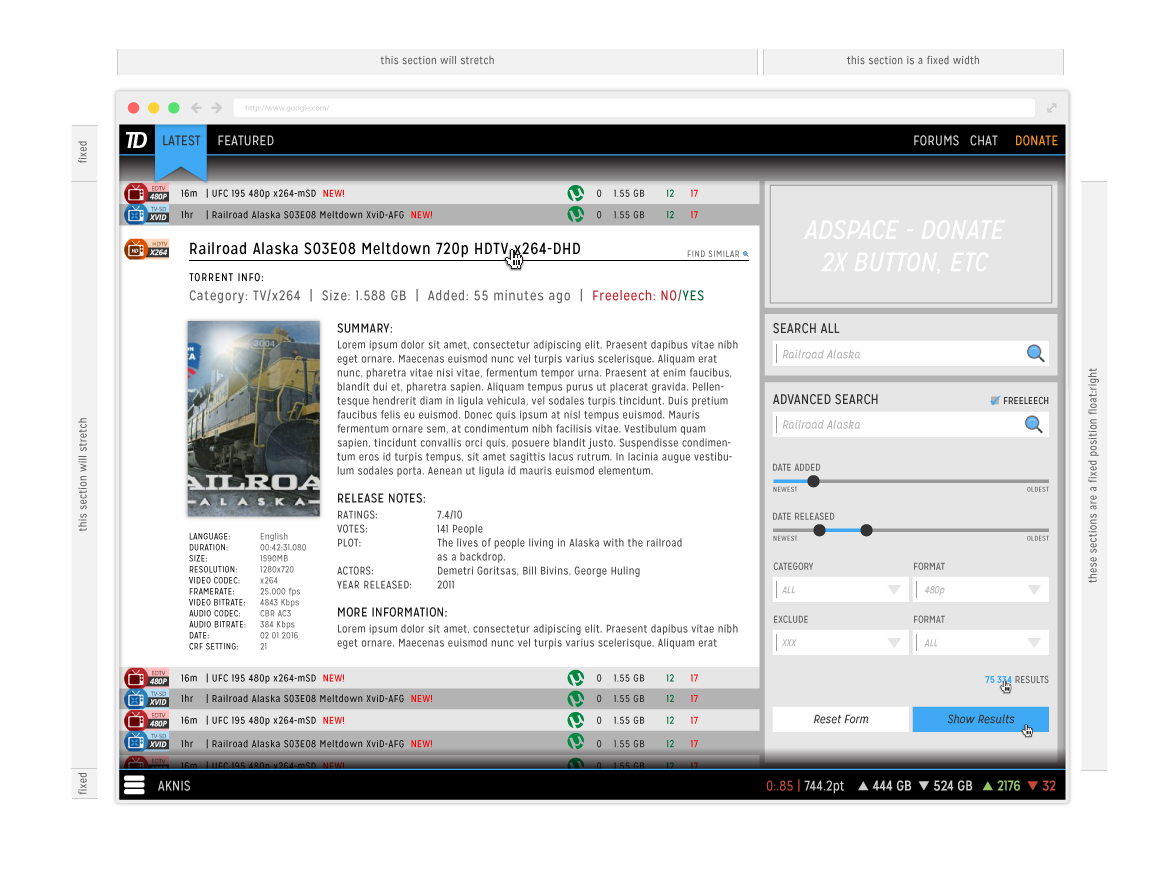 this section will stretch
this section is a fixed width
http://www.google.com/
fixed
TD
LATEST
FEATURED
FORUMS
CHAT
DONATE
this section will stretch
these sections are a fixed position float:right
EDTV
480P
16m | UFC 195 480p x264-mSD NEW! 0 1.55 GB 12 17
TV-SD
XVID
1hr | Railroad Alaska S03E08 Meltdown XviD-AFG NEW! 0 1.55 GB 12 17
HDTV
HD
X264
Railroad Alaska S03E08 Meltdown 720p HDTV x264-DHD
FIND SIMILAR
TORRENT INFO:
Category: TV/x264 | Size: 1.588 GB | Added: 55 minutes ago | Freeleech: NO/YES
3004
AILROA
ALASKA
SUMMARY:
Lorem ipsum dolor sit amet, consectetur adipiscing elit. Praesent dapibus vitae nibh
eget ornare. Maecenas euismod nunc vel turpis varius scelerisque. Aliquam erat
nunc, pharetra vitae nisi vitae, fermentum tempor urna. Praesent at enim faucibus,
blandit dui et, pharetra sapien. Aliquam tempus purus ut placerat gravida. Pellen-
tesque hendrerit diam in ligula vehicula, vel sodales turpis tincidunt. Duis pretium
faucibus felis eu euismod. Donec quis ipsum at nisl tempus euismod. Mauris
fermentum ornare sem, at condimentum nibh facilisis vitae. Vestibulum quam
sapien, tincidunt convallis orci quis, posuere blandit justo. Suspendisse condimen-
tum eros id turpis tempus, sit amet sagittis lacus rutrum. In lacinia augue vestibu-
lum sodales porta. Aenean ut ligula id mauris euismod elementum.
RELEASE NOTES:
RATINGS: 7.4/10
VOTES: 141 People
PLOT: The lives of people living in Alaska with the railroad
as a backdrop.
ACTORS: Demetri Goritsas, Bill Bivins, George Huling
YEAR RELEASED: 2011
MORE INFORMATION:
Lorem ipsum dolor sit amet, consectetur adipiscing elit. Praesent dapibus vitae nibh
eget ornare. Maecenas euismod nunc vel turpis varius scelerisque. Aliquam erat
LANGUAGE: English
DURATION: 00:42:31.080
SIZE: 1590MB
RESOLUTION: 1280x720
VIDEO CODEC: x264
FRAMERATE: 25.000 fps
VIDEO BITRATE: 4843 Kbps
AUDIO CODEC: CBR AC3
AUDIO BITRATE: 384 Kbps
DATE: 02 01 2016
CRF SETTING: 21
EDTV
480P
16m | UFC 195 480p x264-mSD NEW! 0 1.55 GB 12 17
TV-SD
XVID
1hr | Railroad Alaska S03E08 Meltdown XviD-AFG NEW! 0 1.55 GB 12 17
EDTV
480P
16m | UFC 195 480p x264-mSD NEW! 0 1.55 GB 12 17
TV-SD
XVID
1hr | Railroad Alaska S03E08 Meltdown XviD-AFG NEW! 0 1.55 GB 12 17
EDTV
16m | UFC 195 480p x264-mSD NEW! 0 1.55 GB 12 17
ADSPACE - DONATE
2X BUTTON, ETC
SEARCH ALL
Railroad Alaska
ADVANCED SEARCH
FREELEECH
Railroad Alaska
DATE ADDED
NEWEST OLDEST
DATE RELEASED
NEWEST OLDEST
CATEGORY FORMAT
ALL 480p
EXCLUDE FORMAT
XXX ALL
75 334 RESULTS
Reset Form
Show Results
fixed
AKNIS
0:.85 | 744.2pt 444 GB 524 GB 2176 32